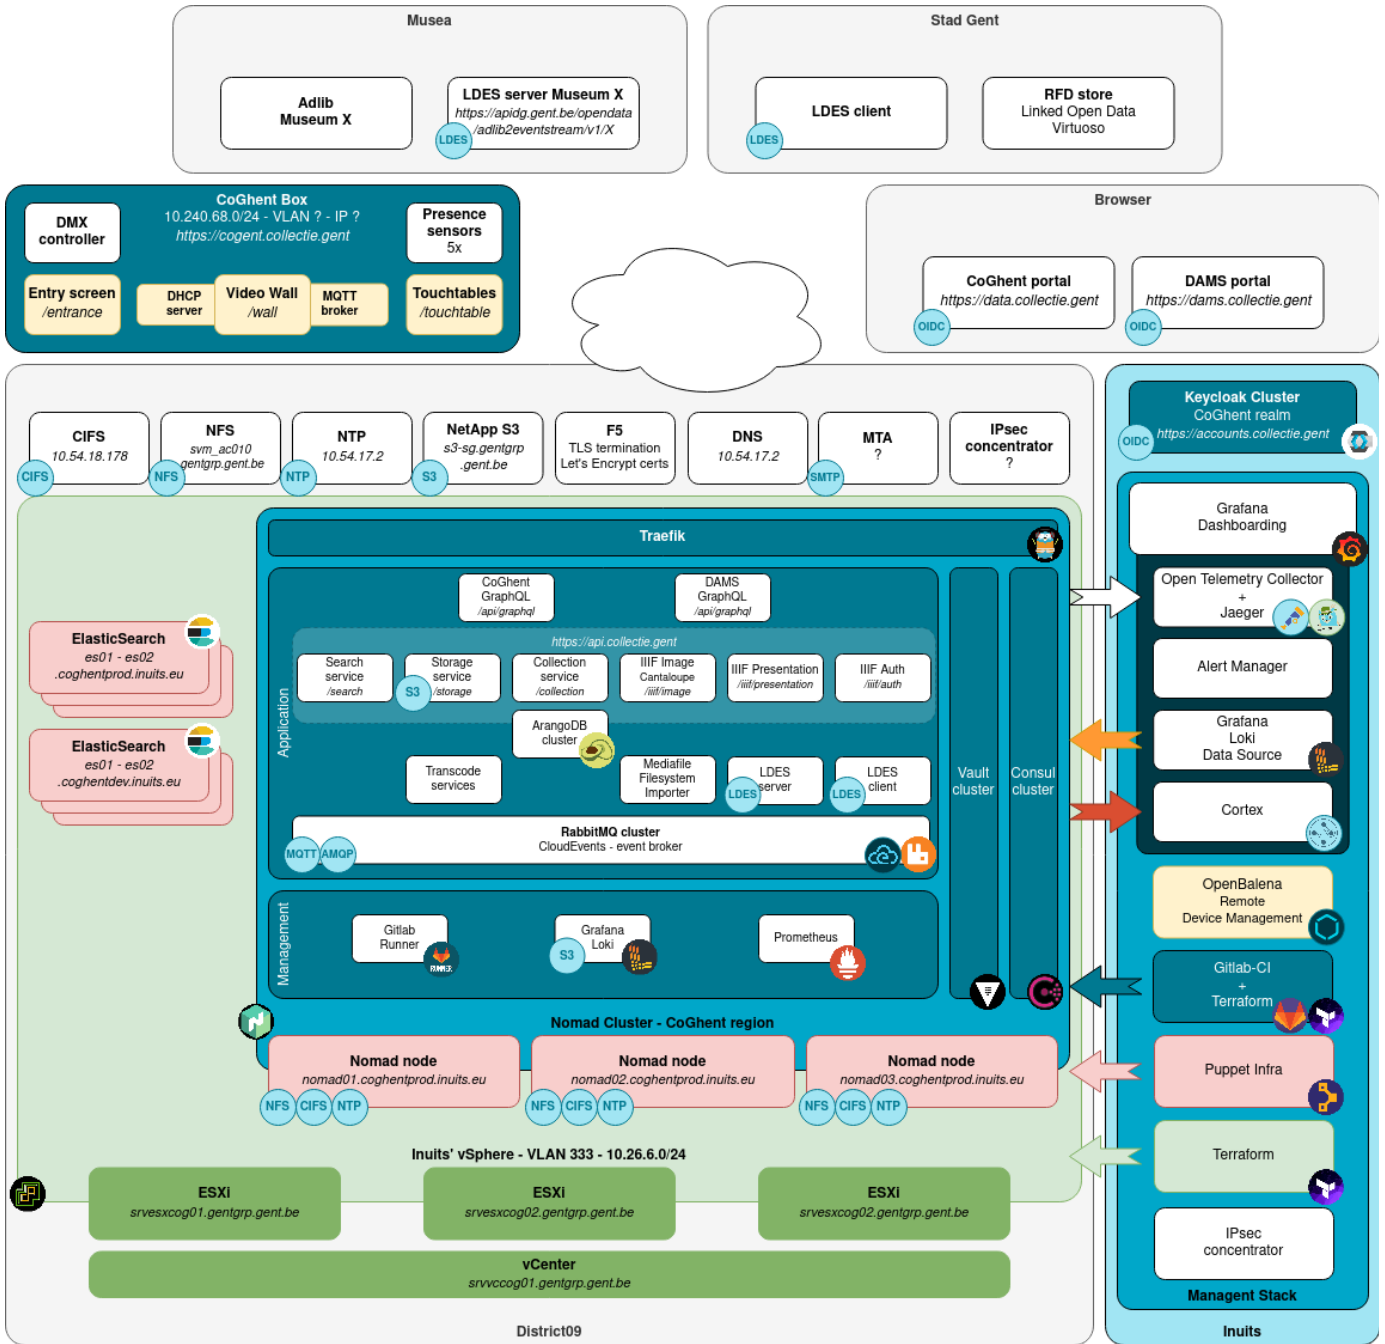 Musea
Adlib
Museum X
LDES server Museum X
https://apidg.gent.be/opendata
/adlib2eventstream/v1/X
LDES
Stad Gent
LDES client
LDES
RFD store
Linked Open Data
Virtuoso
CoGhent Box
10.240.68.0/24 - VLAN ? - IP ?
https://cogent.collectie.gent
DMX
controller
Presence
sensors
5x
Entry screen
/entrance
DHCP
server
Video Wall
/wall
MQTT
broker
Touchtables
/touchtable
Browser
CoGhent portal
https://data.collectie.gent
OIDC
DAMS portal
https://dams.collectie.gent
OIDC
CIFS
10.54.18.178
CIFS
NFS
svm_ac010
gentgrp.gent.be
NFS
NTP
10.54.17.2
NTP
NetApp S3
s3-sg.gentgrp
.gent.be
S3
F5
TLS termination
Let's Encrypt certs
DNS
10.54.17.2
MTA
?
SMTP
IPsec
concentrator
?
Keycloak Cluster
CoGhent realm
https://accounts.collectie.gent
OIDC
Traefik
Application
CoGhent
GraphQL
/api/graphql
DAMS
GraphQL
/api/graphql
https://api.collectie.gent
Search
service
/search
Storage
service
/storage
S3
Collection
service
/collection
IIIF Image
Cantaloupe
/iiif/image
IIIF Presentation
/iiif/presentation
IIIF Auth
/iiif/auth
ArangoDB
cluster
Transcode
services
Mediafile
Filesystem
Importer
LDES
server
LDES
LDES
client
LDES
RabbitMQ cluster
CloudEvents - event broker
MQTT
AMQP
Vault
cluster
Consul
cluster
Management
Gitlab
Runner
RUNNER
Grafana
Loki
S3
Prometheus
Nomad Cluster - CoGhent region
Nomad node
nomad01.coghentprod.inuits.eu
NFS
CIFS
NTP
Nomad node
nomad02.coghentprod.inuits.eu
NFS
CIFS
NTP
Nomad node
nomad03.coghentprod.inuits.eu
NFS
CIFS
NTP
ElasticSearch
es01 - es02
.coghentprod.inuits.eu
ElasticSearch
es01 - es02
.coghentdev.inuits.eu
Inuits' vSphere - VLAN 333 - 10.26.6.0/24
ESXi
srvesxcog01.gentgrp.gent.be
ESXi
srvesxcog02.gentgrp.gent.be
ESXi
srvesxcog02.gentgrp.gent.be
vCenter
srvvccog01.gentgrp.gent.be
District09
Grafana
Dashboarding
Open Telemetry Collector
+
Jaeger
Alert Manager
Grafana
Loki
Data Source
Cortex
OpenBalena
Remote
Device Management
Gitlab-CI
+
Terraform
Puppet Infra
Terraform
IPsec
concentrator
Managent Stack
Inuits